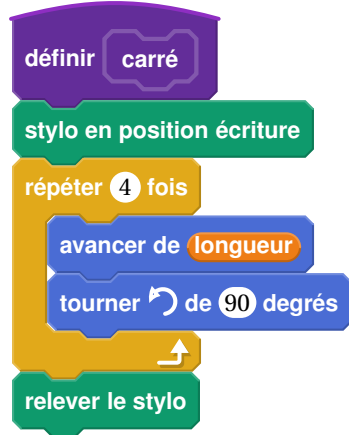 définir carré
stylo en position écriture
répéter 4 fois
avancer de longueur
tourner de 90 degrés
relever le stylo